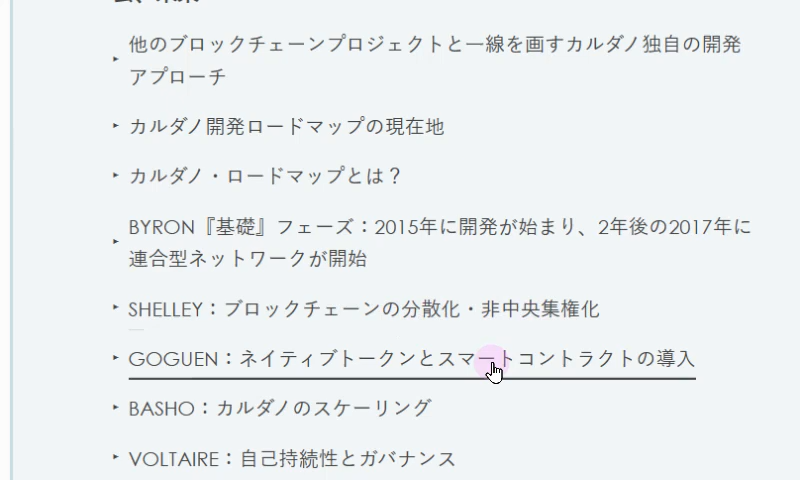 他のブロックチェーンプロジェクトと一線を画すカルダノ独自の開発
アプローチ
カルダノ開発ロードマップの現在地
カルダノ・ロードマップとは？
BYRON『基礎』フェーズ：2015年に開発が始まり、2年後の2017年に
連合型ネットワークが開始
SHELLEY：ブロックチェーンの分散化・非中央集権化
GOGUEN：ネイティブトークンとスマートコントラクトの導入
BASHO：カルダノのスケーリング
VOLTAIRE：自己持続性とガバナンス